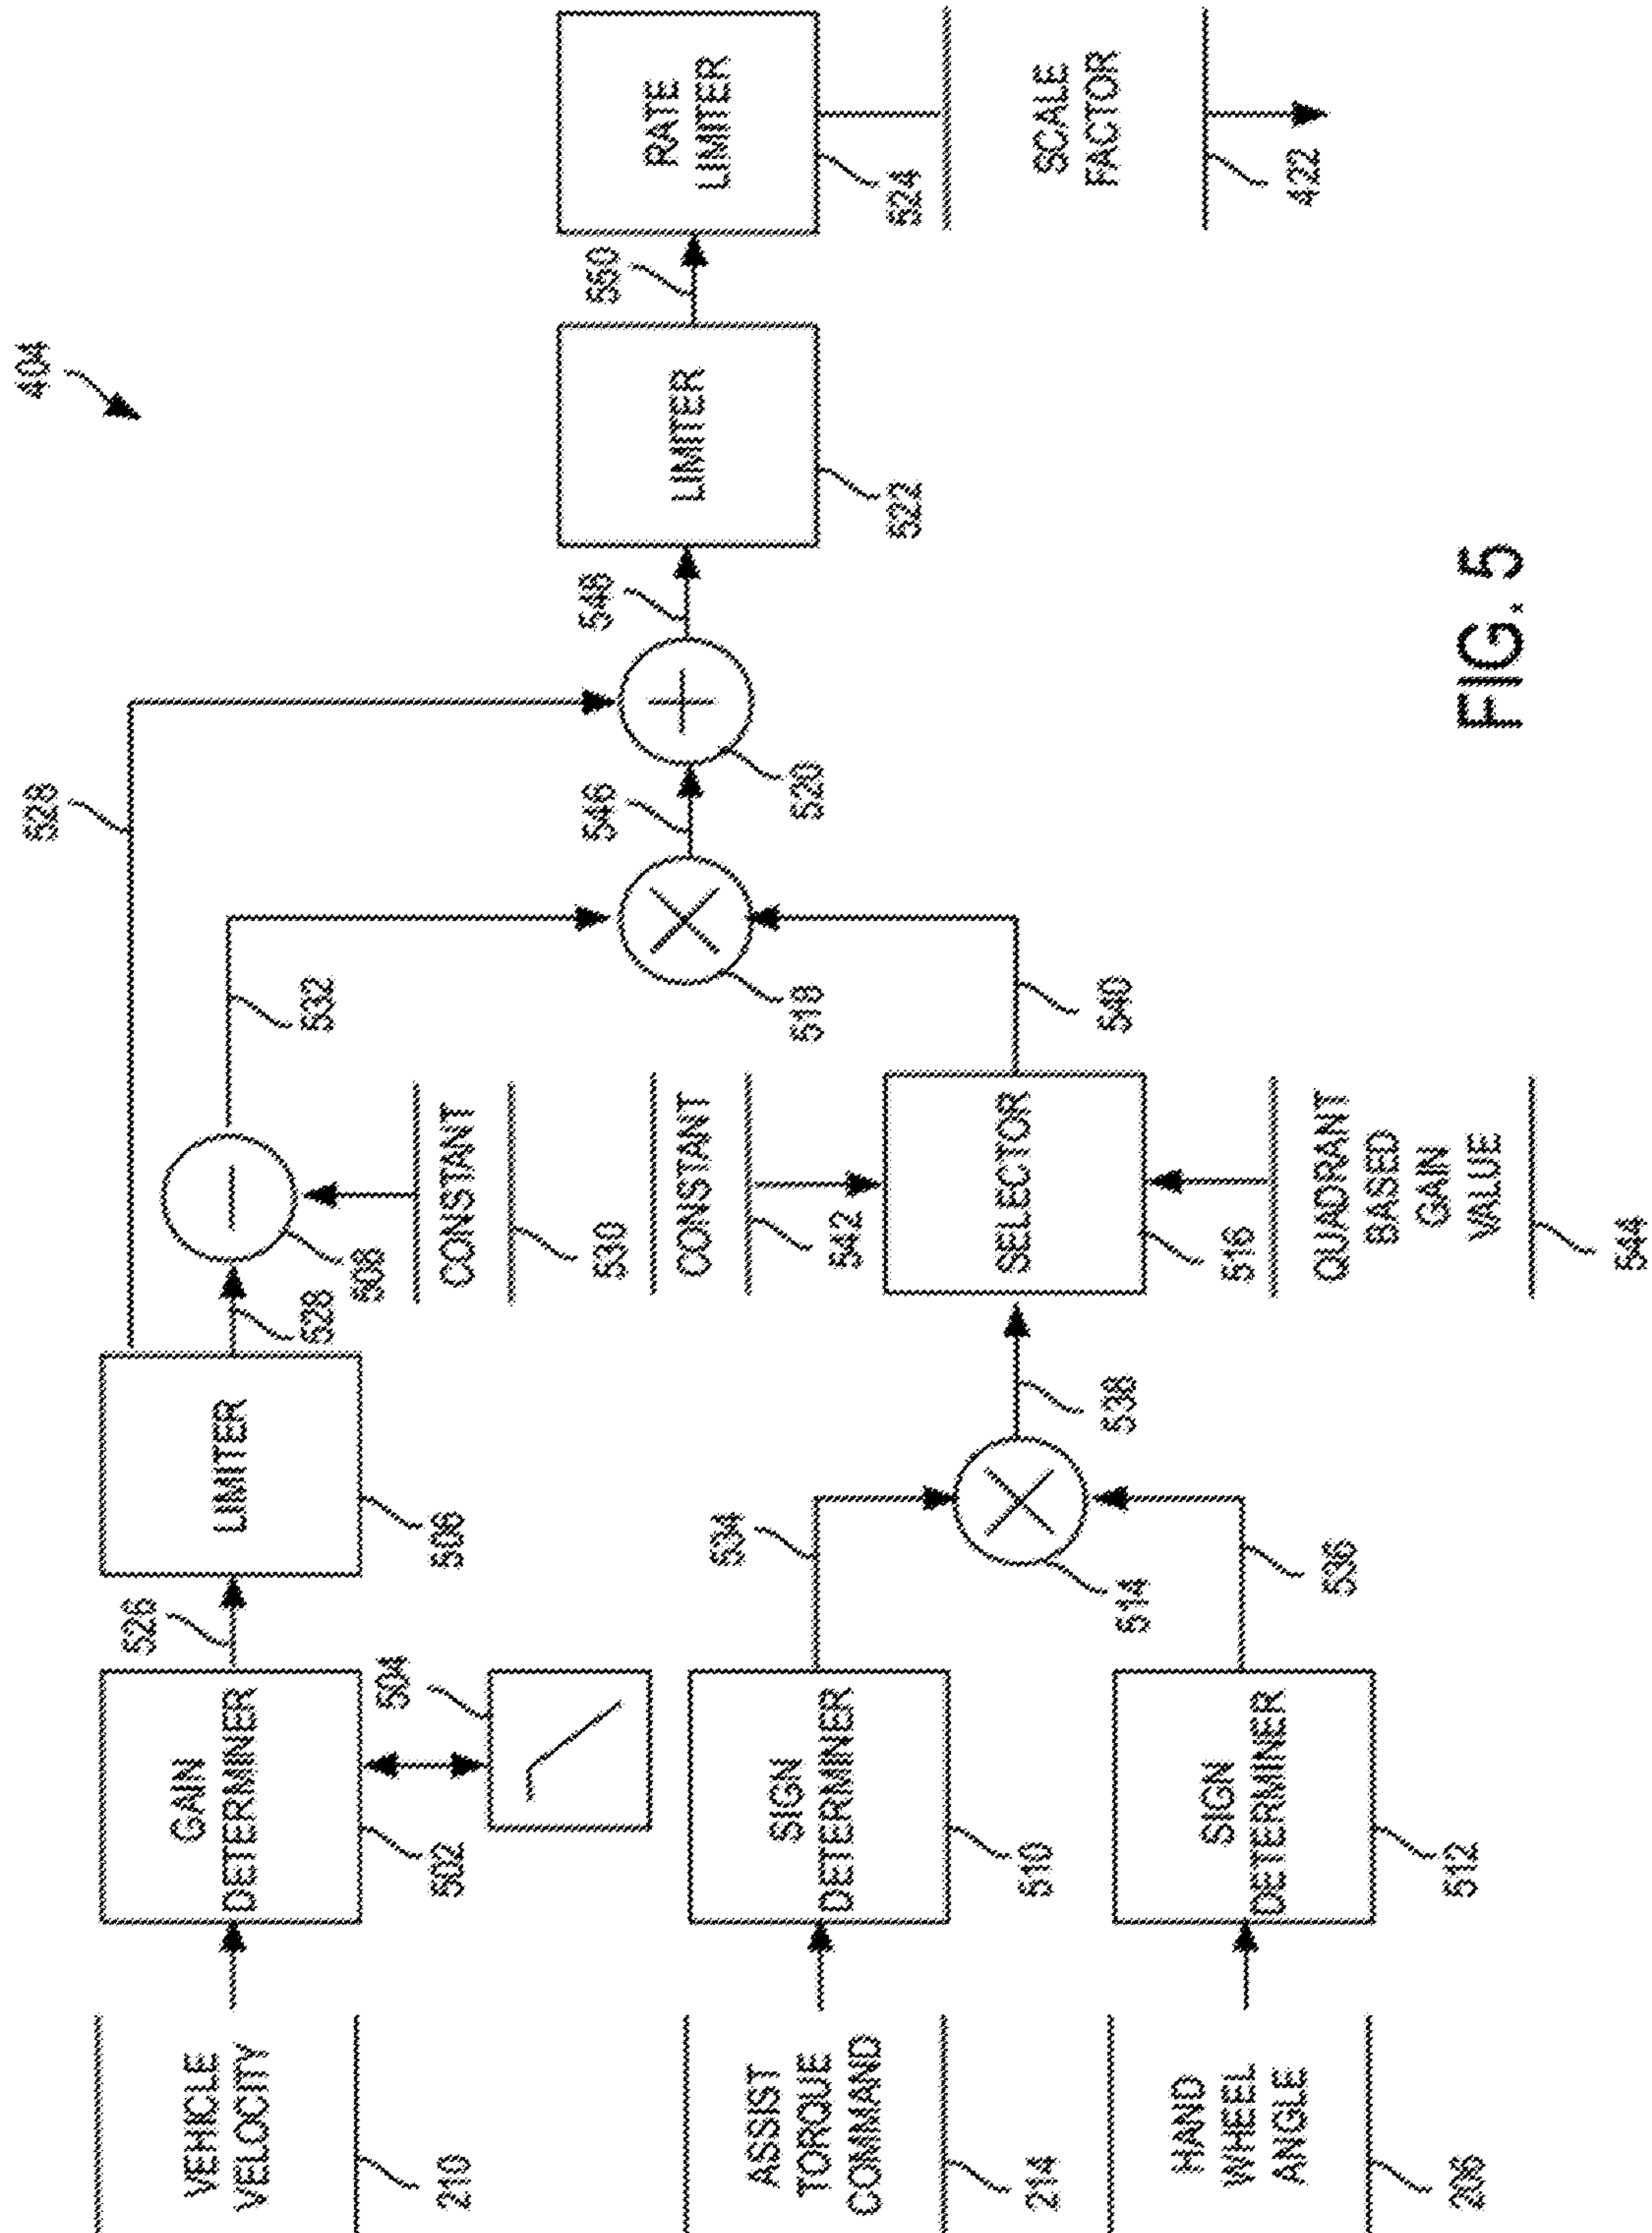 404
528
VEHICLE
VELOCITY
210
GAIN
DETERMINER
502
504
526
LIMITER
506
528
508
CONSTANT
530
532
ASSIST
TORQUE
COMMAND
214
SIGN
DETERMINER
510
534
HAND
WHEEL
ANGLE
206
SIGN
DETERMINER
512
536
514
538
CONSTANT
542
SELECTOR
516
QUADRANT
BASED
GAIN
VALUE
544
540
518
546
520
548
LIMITER
522
550
RATE
LIMITER
524
SCALE
FACTOR
422
FIG. 5